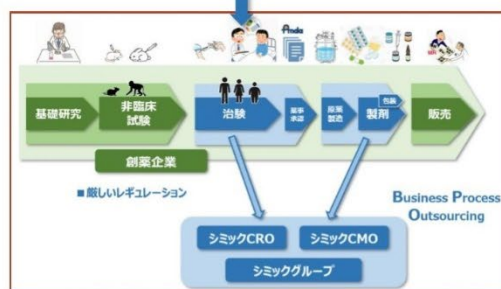 Pmda
基礎研究
非臨床
試験
治験
薬事
承認
原薬
製造
製剤
包装
販売
創薬企業
■厳しいレギュレーション
Business Process
Outsourcing
シミックCRO
シミックCMO
シミックグループ